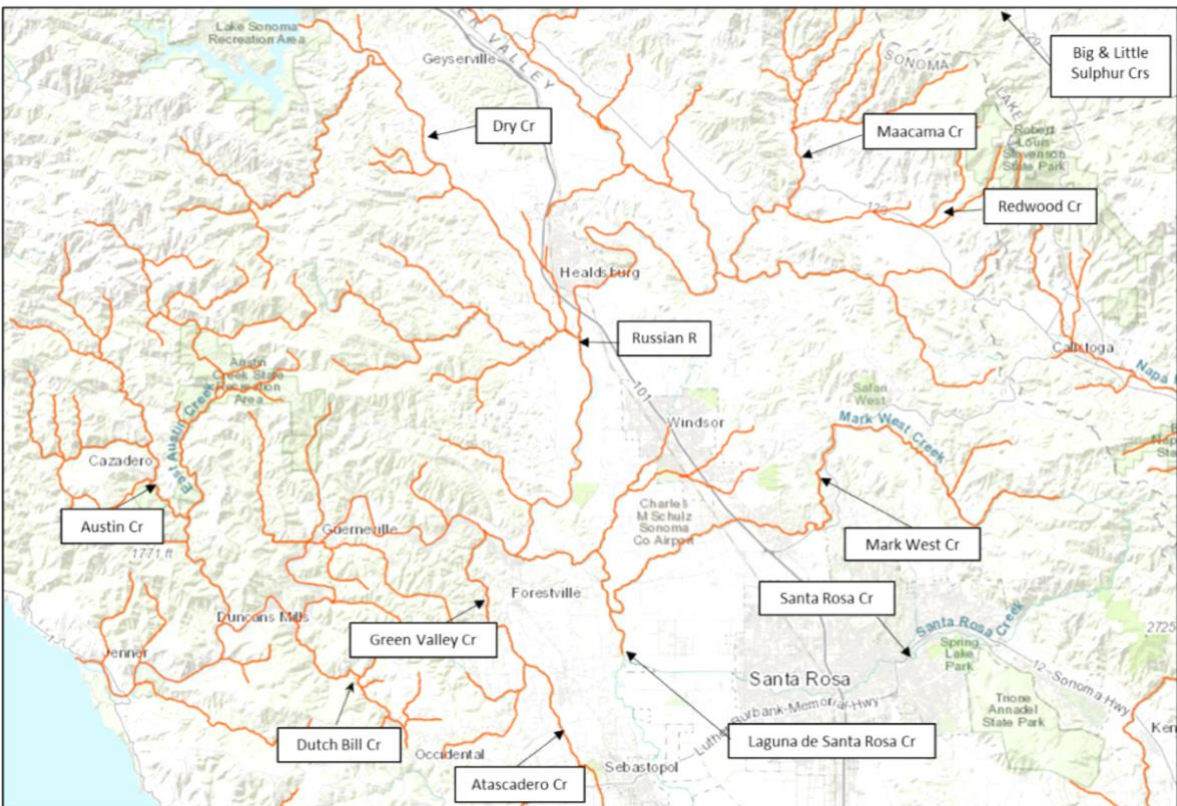 Lake Sonoma
Recreation Area
Geyserville
VALLEY
SONOMA
LAKE
29
Big & Little
Sulphur Crs
Dry Cr
Maacama Cr
Robert
Louis
Stevenson
State Park
Redwood Cr
128
Healdsburg
Russian R
101
Calistoga
Napa
Austin
Creek State
Recreation
Area
East Austin Creek
Safari
West
Windsor
Mark West Creek
Cazadero
Austin Cr
1771 ft
Guerneville
Charles
M Schulz
Sonoma
Co Airport
Mark West Cr
Forestville
Santa Rosa Cr
Santa Rosa Creek
Duncans Mills
Green Valley Cr
Spring
Lake
Park
2725
Jenner
Santa Rosa
12-Sonoma Hwy
Trione
Annadel
State Park
Ken
Dutch Bill Cr
Occidental
Luther Burbank-Memorial-Hwy
Laguna de Santa Rosa Cr
Atascadero Cr
Sebastopol